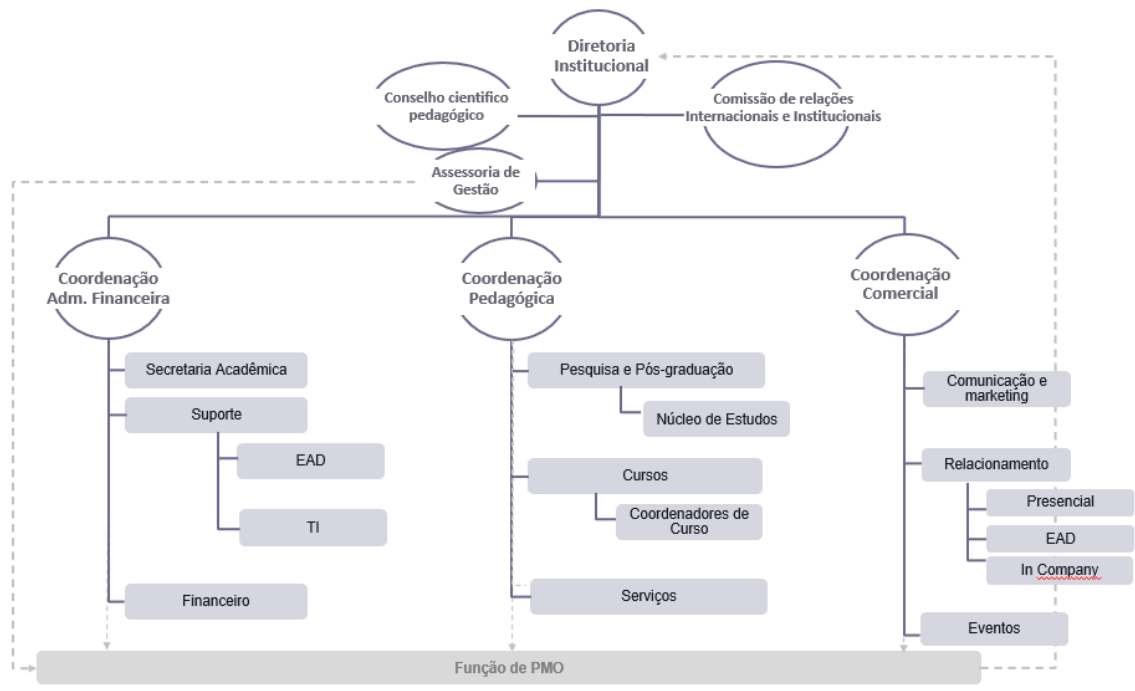 Diretoria
Institucional
Conselho cientifico
pedagógico
Comissão de relações
Internacionais e Institucionais
Assessoria de
Gestão
Coordenação
Adm. Financeira
Secretaria Acadêmica
Suporte
EAD
TI
Financeiro
Coordenação
Pedagógica
Pesquisa e Pós-graduação
Núcleo de Estudos
Cursos
Coordenadores de
Curso
Serviços
Coordenação
Comercial
Comunicação e
marketing
Relacionamento
Presencial
EAD
In Company
Eventos
Função de PMO